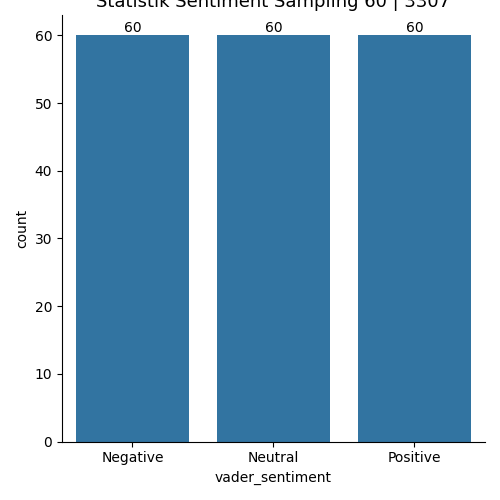 Statistik Sentiment Sampling 60 | 3307
60 60 60
60
50
40
30
20
10
0
count
Negative Neutral Positive
vader_sentiment